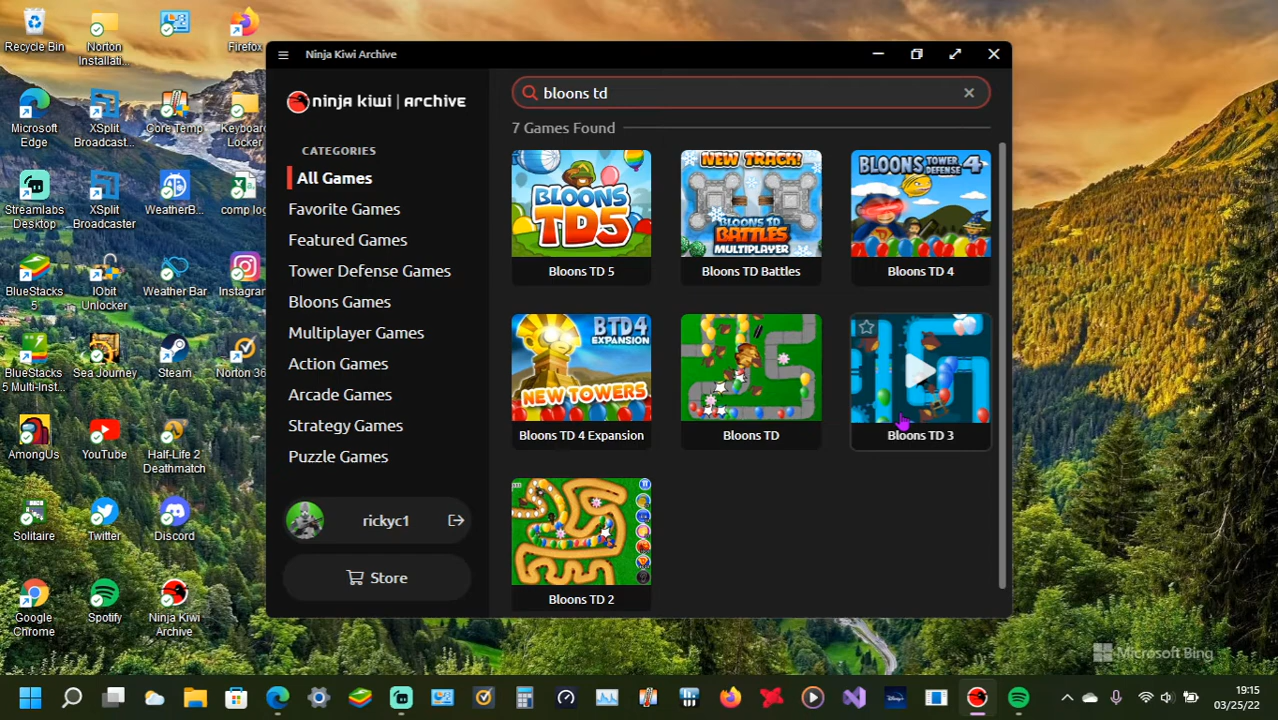 Recycle Bin
Norton
Installati...
Firefox
Microsoft
Edge
XSplit
Broadcast...
Core Temp
Keyboard
Locker
Streamlabs
Desktop
XSplit
Broadcaster
WeatherB...
comp log
BlueStacks
5
IObit
Unlocker
Weather Bar
Instagram
BlueStacks
5 Multi-Inst...
Sea Journey
Steam
Norton 36
AmongUs
YouTube
Half-Life 2
Deathmatch
Solitaire
Twitter
Discord
Google
Chrome
Spotify
Ninja Kiwi
Archive
Ninja Kiwi Archive
ninja kiwi | ARCHIVE
CATEGORIES
All Games
Favorite Games
Featured Games
Tower Defense Games
Bloons Games
Multiplayer Games
Action Games
Arcade Games
Strategy Games
Puzzle Games
rickyc1
Store
bloons td
7 Games Found
BLOONS
TD5
Bloons TD 5
NEW TRACK!
BLOONS TD
BATTLES
MULTIPLAYER
Bloons TD Battles
BLOONS TOWER DEFENSE 4
Bloons TD 4
BTD4
EXPANSION
NEW TOWERS
Bloons TD 4 Expansion
Bloons TD
Bloons TD 3
Bloons TD 2
Microsoft Bing
Disney+
19:15
03/25/22